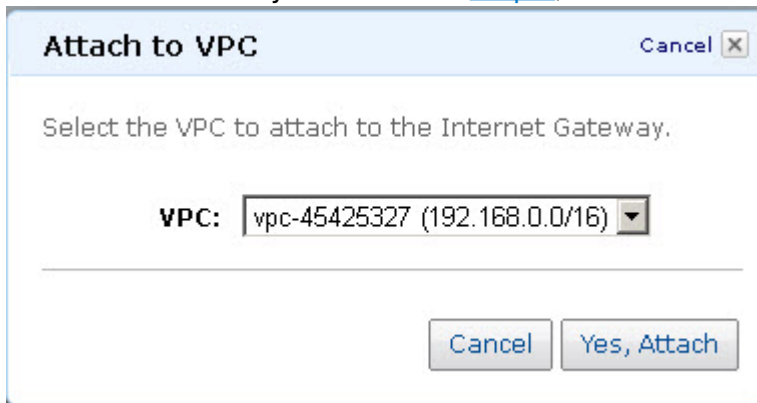 Attach to VPC Cancel
Select the VPC to attach to the Internet Gateway.
VPC: vpc-45425327 (192.168.0.0/16)
Cancel Yes, Attach